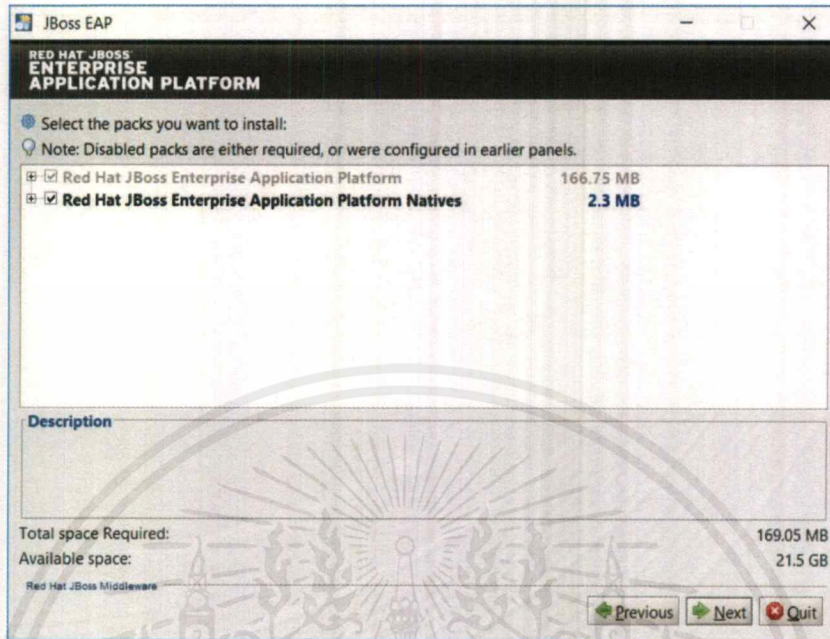 JBoss EAP
RED HAT JBOSS
ENTERPRISE
APPLICATION PLATFORM
Select the packs you want to install:
Note: Disabled packs are either required, or were configured in earlier panels.
Red Hat JBoss Enterprise Application Platform 166.75 MB
Red Hat JBoss Enterprise Application Platform Natives 2.3 MB
Description
Total space Required: 169.05 MB
Available space: 21.5 GB
Red Hat JBoss Middleware
Previous Next Quit